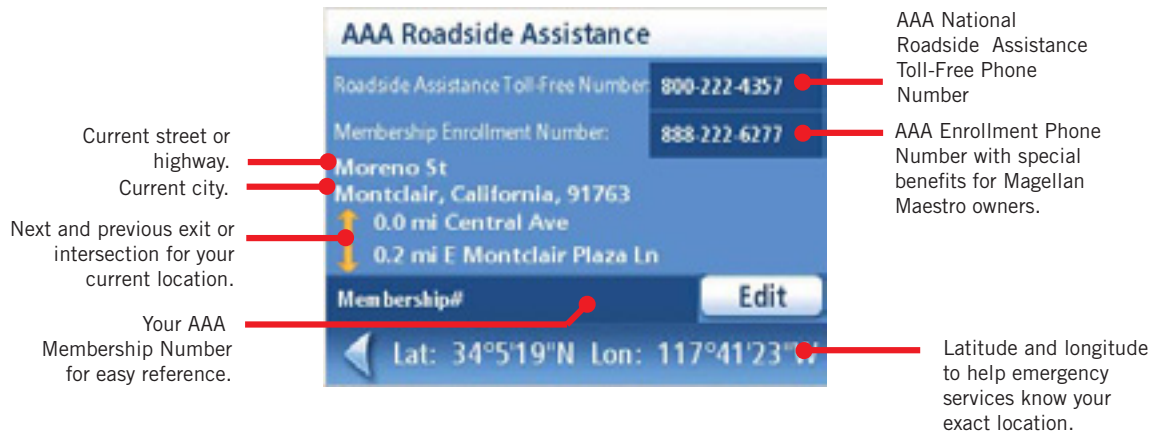 AAA Roadside Assistance
Roadside Assistance Toll-Free Number: 800-222-4357
Membership Enrollment Number: 888-222-6277
Moreno St
Montclair, California, 91763
0.0 mi Central Ave
0.2 mi E Montclair Plaza Ln
Membership#
Edit
Lat: 34°5'19"N Lon: 117°41'23"W
Current street or
highway.
Current city.
Next and previous exit or
intersection for your
current location.
Your AAA
Membership Number
for easy reference.
AAA National
Roadside Assistance
Toll-Free Phone
Number
AAA Enrollment Phone
Number with special
benefits for Magellan
Maestro owners.
Latitude and longitude
to help emergency
services know your
exact location.